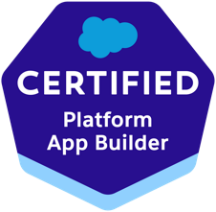 CERTIFIED
Platform
App Builder